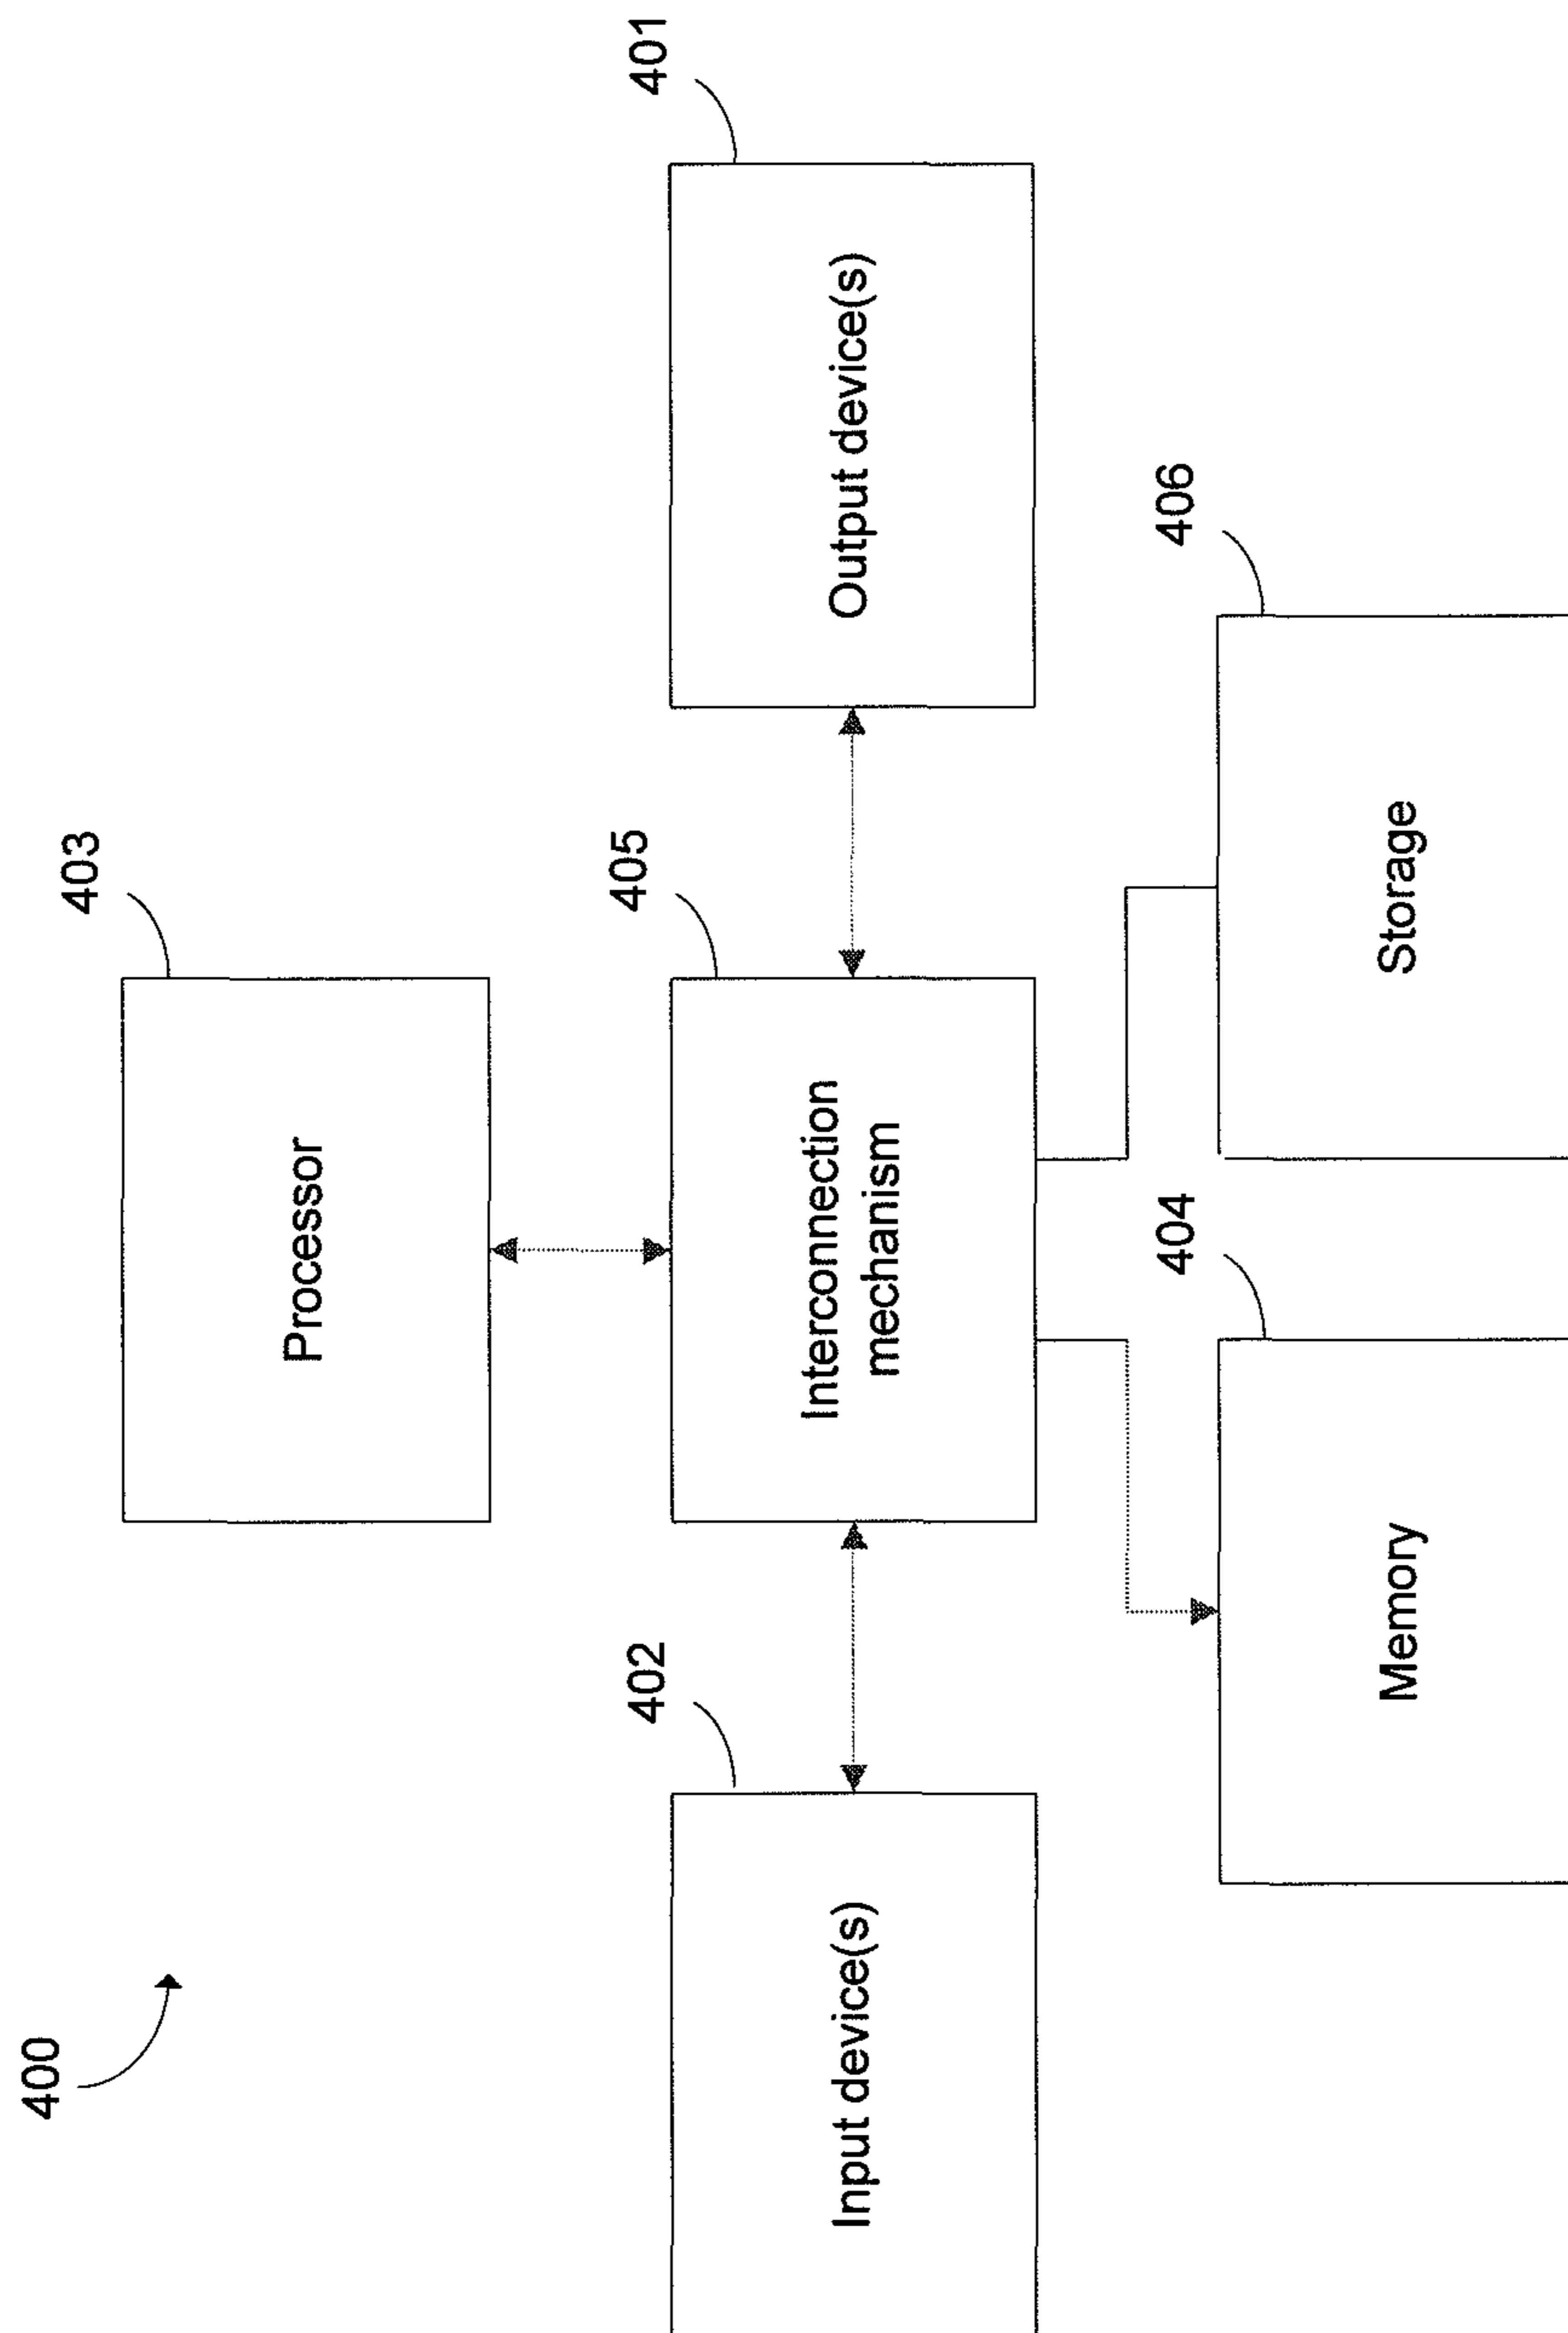 400
403
Processor
402
405
401
Input device(s)
Interconnection
mechanism
Output device(s)
404
406
Memory
Storage